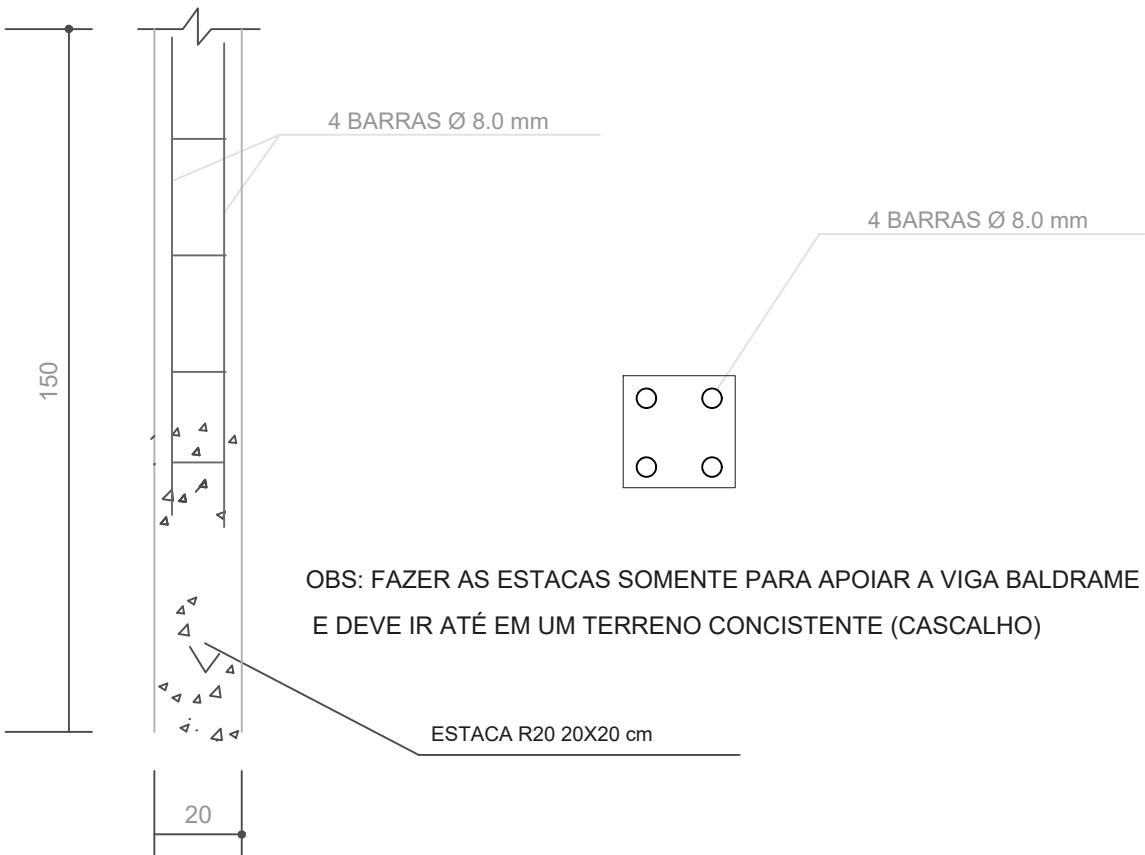 4 BARRAS Ø 8.0 mm
4 BARRAS Ø 8.0 mm
150
OBS: FAZER AS ESTACAS SOMENTE PARA APOIAR A VIGA BALDRAME
E DEVE IR ATÉ EM UM TERRENO CONCISTENTE (CASCALHO)
ESTACA R20 20X20 cm
20